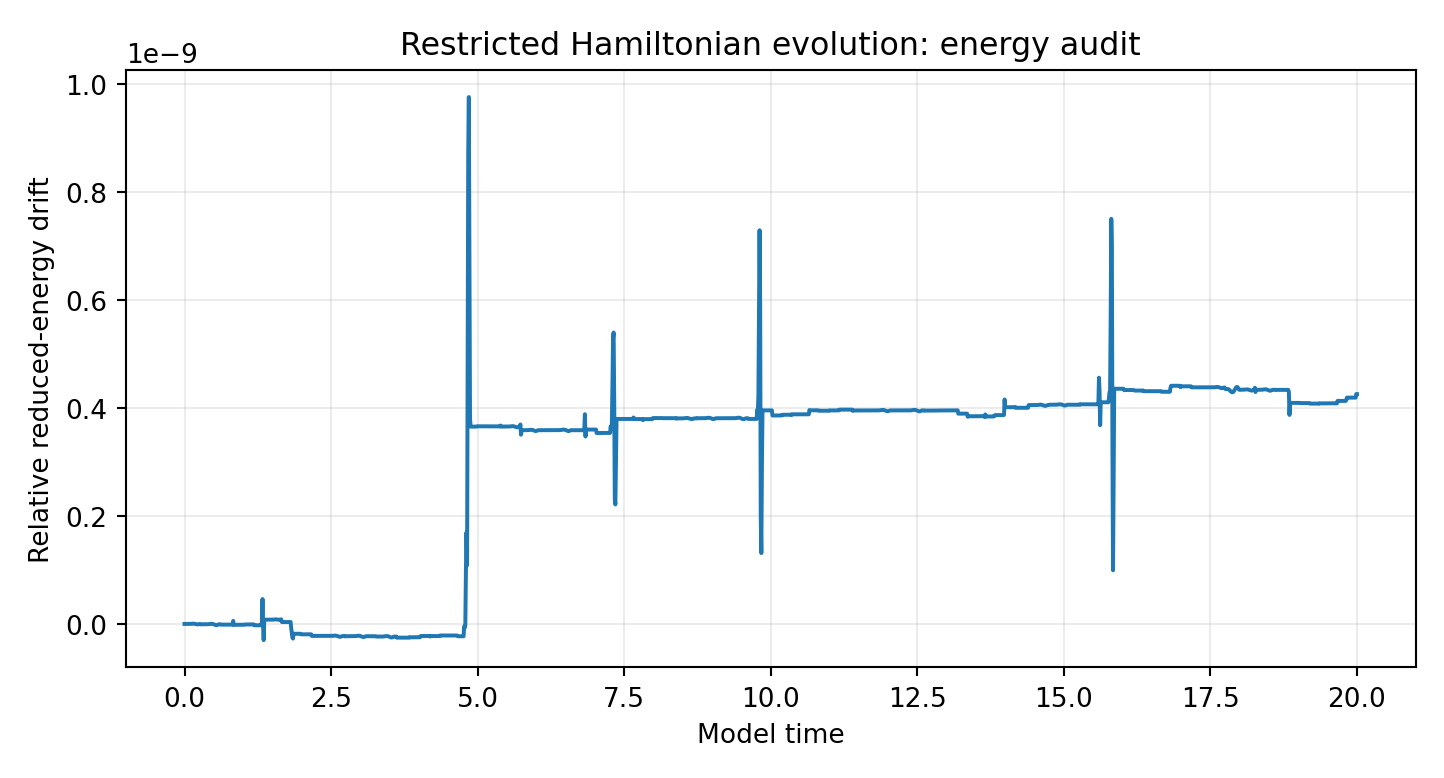 Restricted Hamiltonian evolution: energy audit
1e−9
Relative reduced-energy drift
1.0
0.8
0.6
0.4
0.2
0.0
0.0 2.5 5.0 7.5 10.0 12.5 15.0 17.5 20.0
Model time